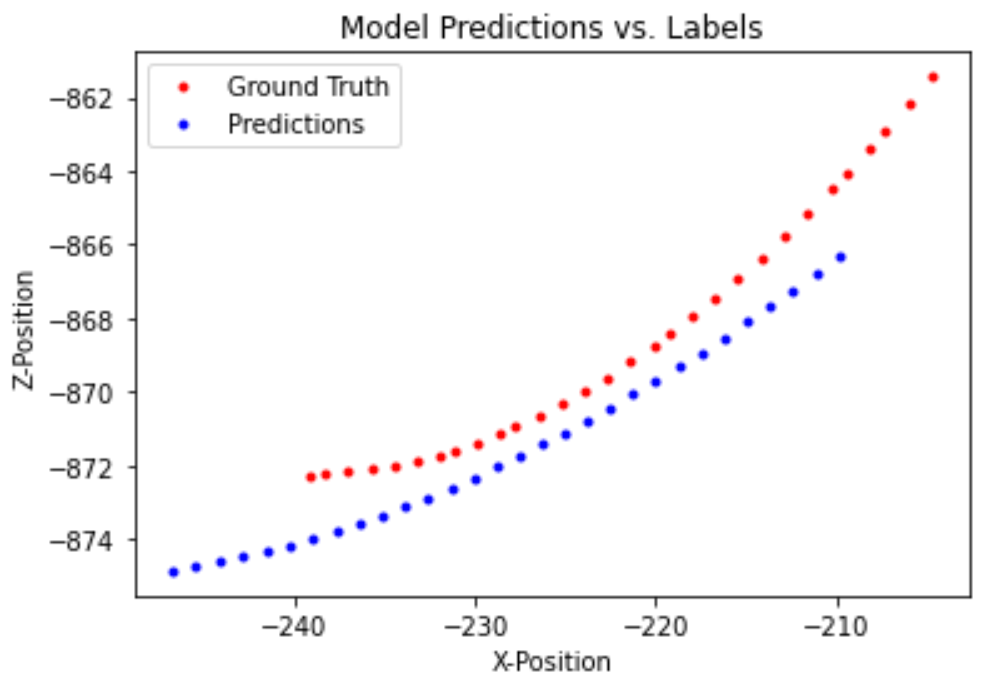 Model Predictions vs. Labels
Ground Truth
Predictions
−862
−864
−866
−868
−870
−872
−874
Z-Position
−240
−230
−220
−210
X-Position